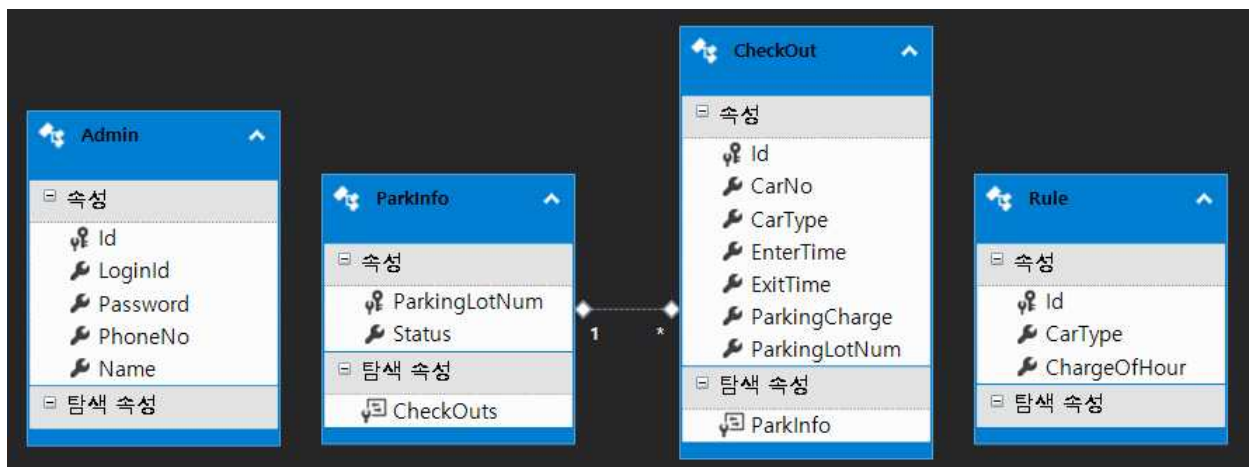 Admin
속성
Id
LoginId
Password
PhoneNo
Name
탐색 속성
ParkInfo
속성
ParkingLotNum
Status
탐색 속성
CheckOuts
1
*
CheckOut
속성
Id
CarNo
CarType
EnterTime
ExitTime
ParkingCharge
ParkingLotNum
탐색 속성
ParkInfo
Rule
속성
Id
CarType
ChargeOfHour
탐색 속성